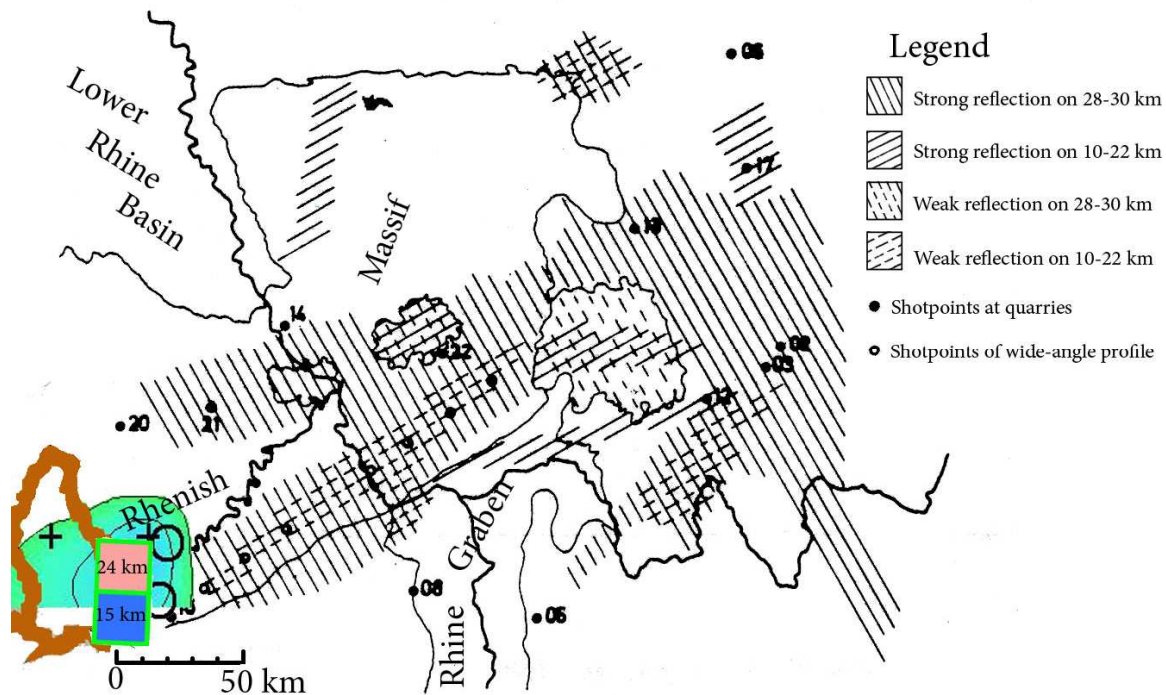 Legend
Strong reflection on 28-30 km
Strong reflection on 10-22 km
Weak reflection on 28-30 km
Weak reflection on 10-22 km
Shotpoints at quarries
Shotpoints of wide-angle profile
Lower
Rhine
Basin
Massif
Rhenish
Rhine
Graben
17
14
22
20
21
02
03
12
08
24 km
15 km
0
50 km